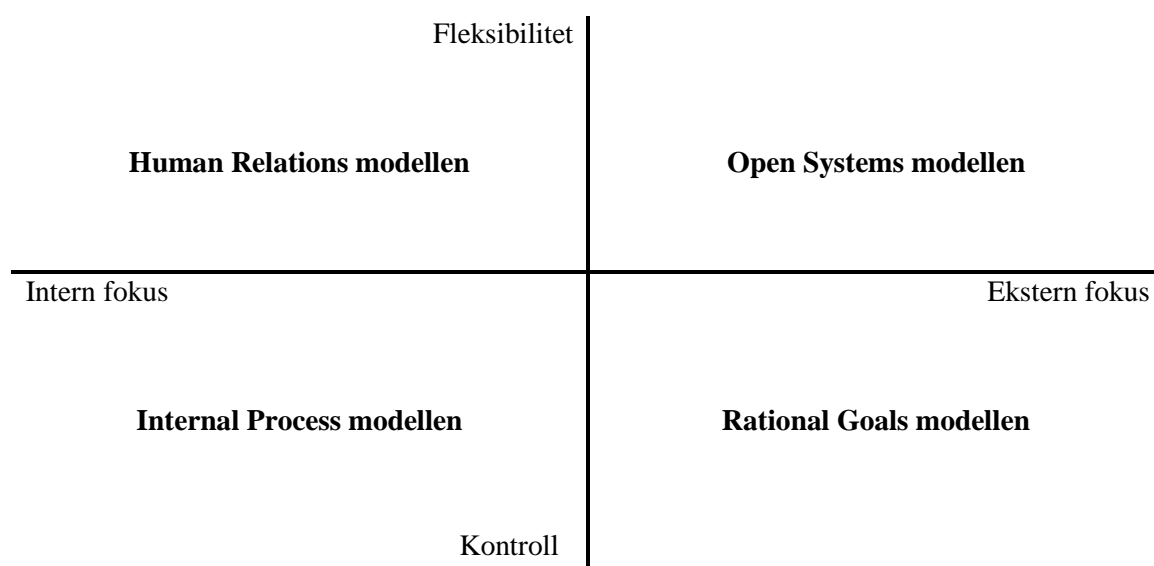 Fleksibilitet
Human Relations modellen
Open Systems modellen
Intern fokus
Ekstern fokus
Internal Process modellen
Rational Goals modellen
Kontroll